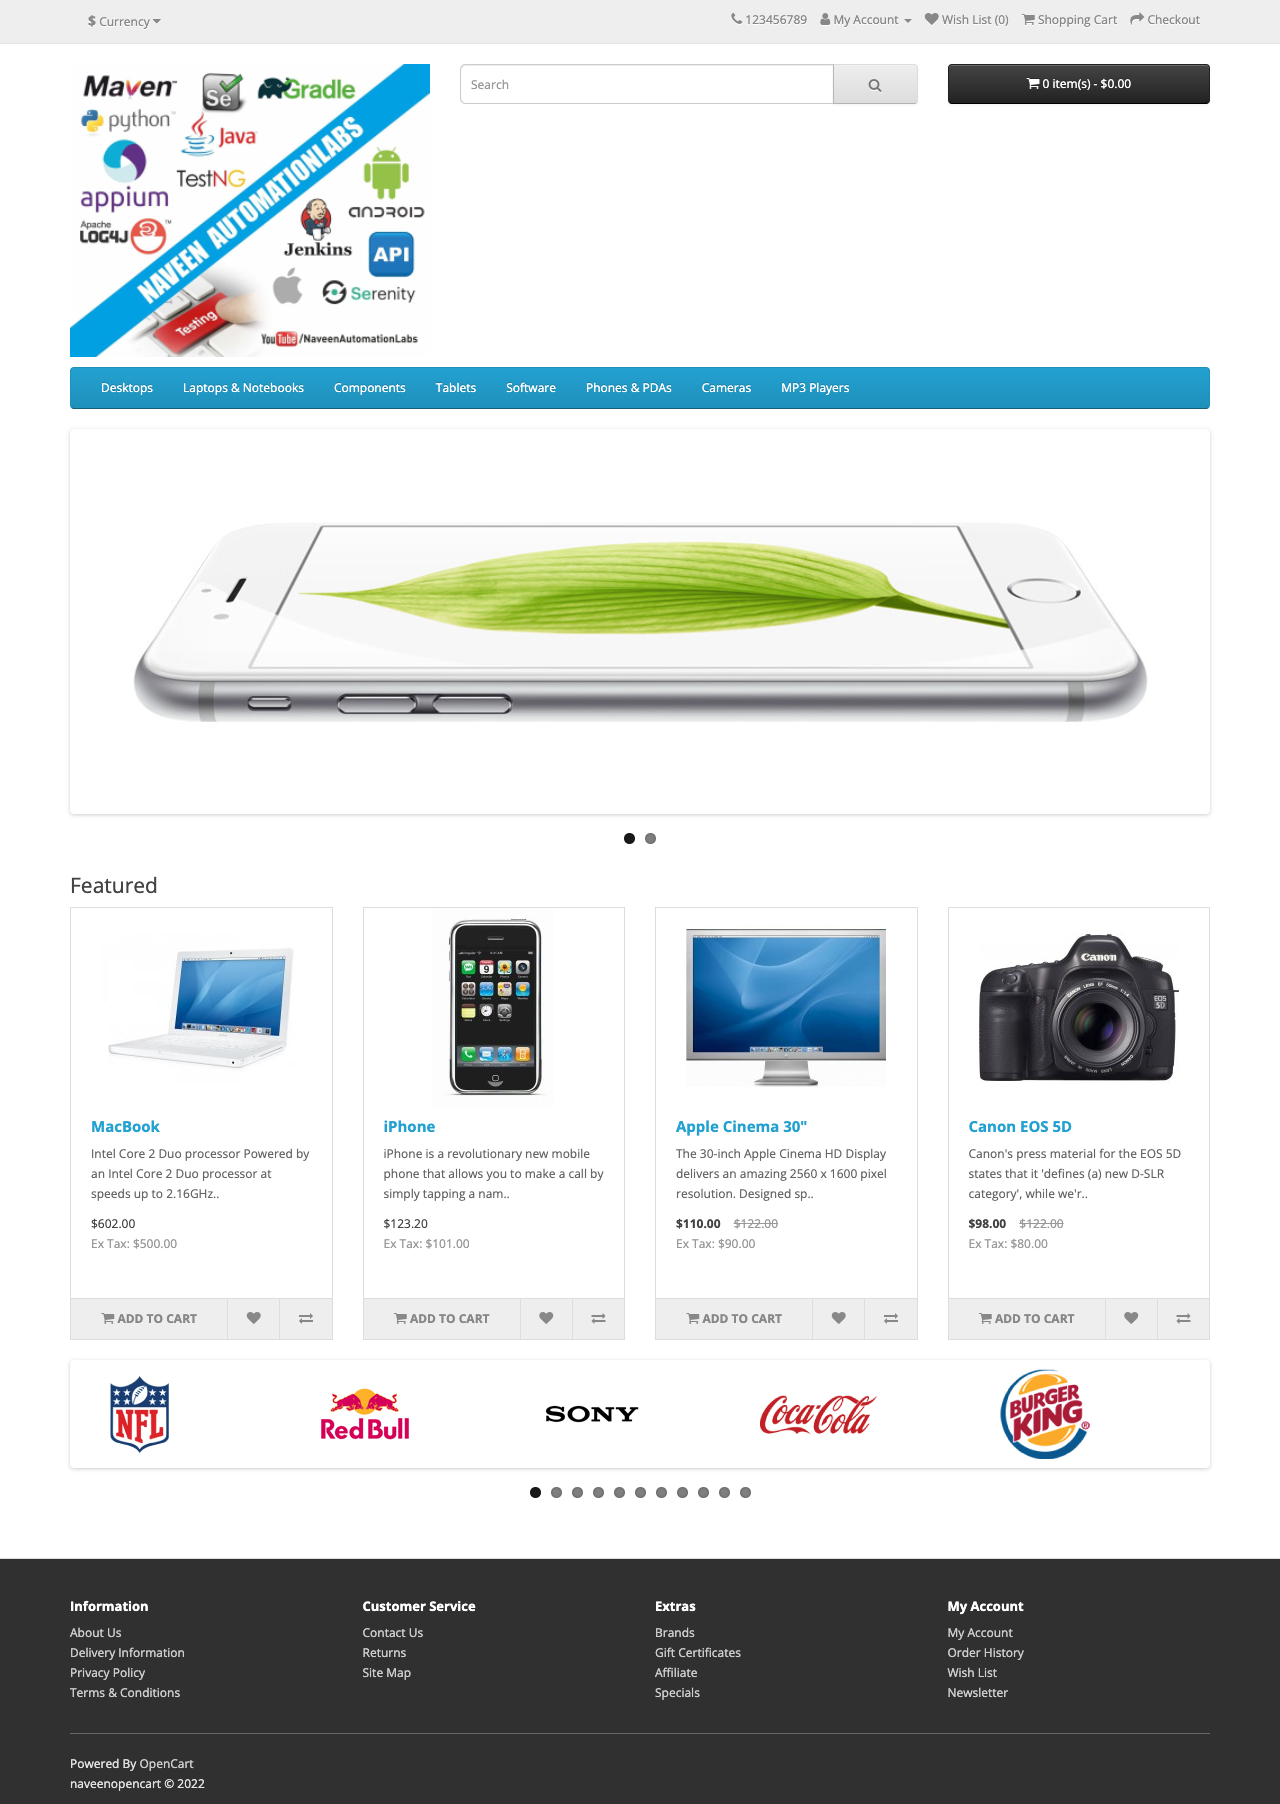 $ Currency
123456789 My Account Wish List (0) Shopping Cart Checkout
Maven™
Se
Gradle
python™
Java
TestNG
appium
Apache
LOG4J™
ANDROID
Jenkins
API
Serenity
NAVEEN AUTOMATIONLABS
Testing
YouTube/NaveenAutomationLabs
Search
0 item(s) - $0.00
Desktops Laptops & Notebooks Components Tablets Software Phones & PDAs Cameras MP3 Players
Featured
Canon
EOS
5D
MacBook
Intel Core 2 Duo processor Powered by
an Intel Core 2 Duo processor at
speeds up to 2.16GHz..
$602.00
Ex Tax: $500.00
ADD TO CART
iPhone
iPhone is a revolutionary new mobile
phone that allows you to make a call by
simply tapping a nam..
$123.20
Ex Tax: $101.00
ADD TO CART
Apple Cinema 30"
The 30-inch Apple Cinema HD Display
delivers an amazing 2560 x 1600 pixel
resolution. Designed sp..
$110.00 $122.00
Ex Tax: $90.00
ADD TO CART
Canon EOS 5D
Canon's press material for the EOS 5D
states that it 'defines (a) new D-SLR
category', while we'r..
$98.00 $122.00
Ex Tax: $80.00
ADD TO CART
NFL
Red Bull
SONY
Coca-Cola
BURGER
KING®
Information
About Us
Delivery Information
Privacy Policy
Terms & Conditions
Customer Service
Contact Us
Returns
Site Map
Extras
Brands
Gift Certificates
Affiliate
Specials
My Account
My Account
Order History
Wish List
Newsletter
Powered By OpenCart
naveenopencart © 2022